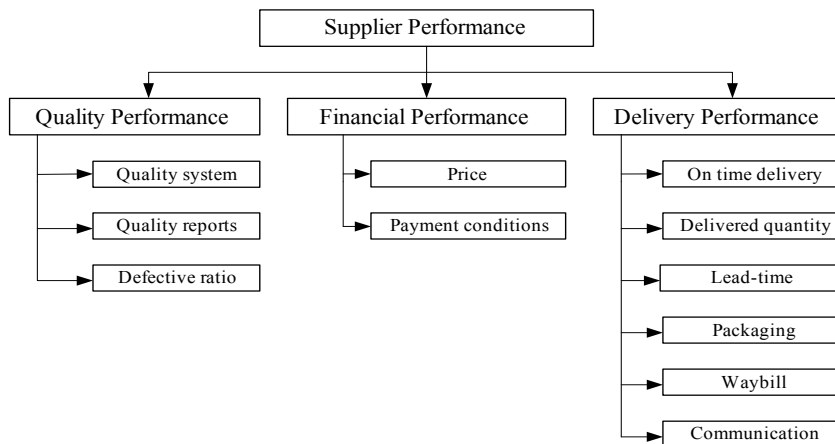 Supplier Performance
Quality Performance
Financial Performance
Delivery Performance
Quality system
Quality reports
Defective ratio
Price
Payment conditions
On time delivery
Delivered quantity
Lead-time
Packaging
Waybill
Communication